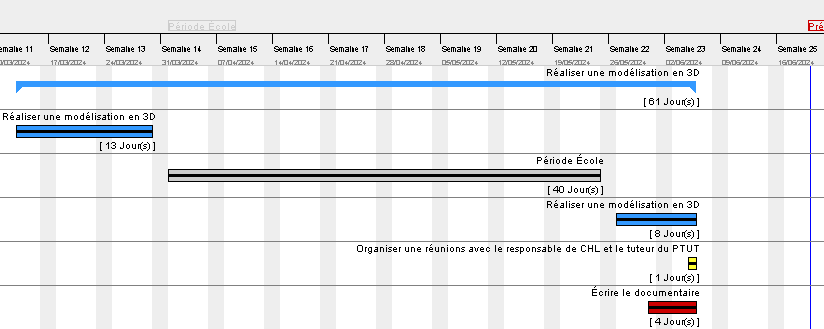 Période École
Pré
Semaine 11 Semaine 12 Semaine 13 Semaine 14 Semaine 15 Semaine 16 Semaine 17 Semaine 18 Semaine 19 Semaine 20 Semaine 21 Semaine 22 Semaine 23 Semaine 24 Semaine 25
0/03/2024 17/03/2024 24/03/2024 31/03/2024 07/04/2024 14/04/2024 21/04/2024 28/04/2024 05/05/2024 12/05/2024 19/05/2024 26/05/2024 02/06/2024 09/06/2024 16/06/2024
Réaliser une modélisation en 3D
[ 61 Jour(s) ]
Réaliser une modélisation en 3D
[ 13 Jour(s) ]
Période École
[ 40 Jour(s) ]
Réaliser une modélisation en 3D
[ 8 Jour(s) ]
Organiser une réunions avec le responsable de CHL et le tuteur du PTUT
[ 1 Jour(s) ]
Écrire le documentaire
[ 4 Jour(s) ]